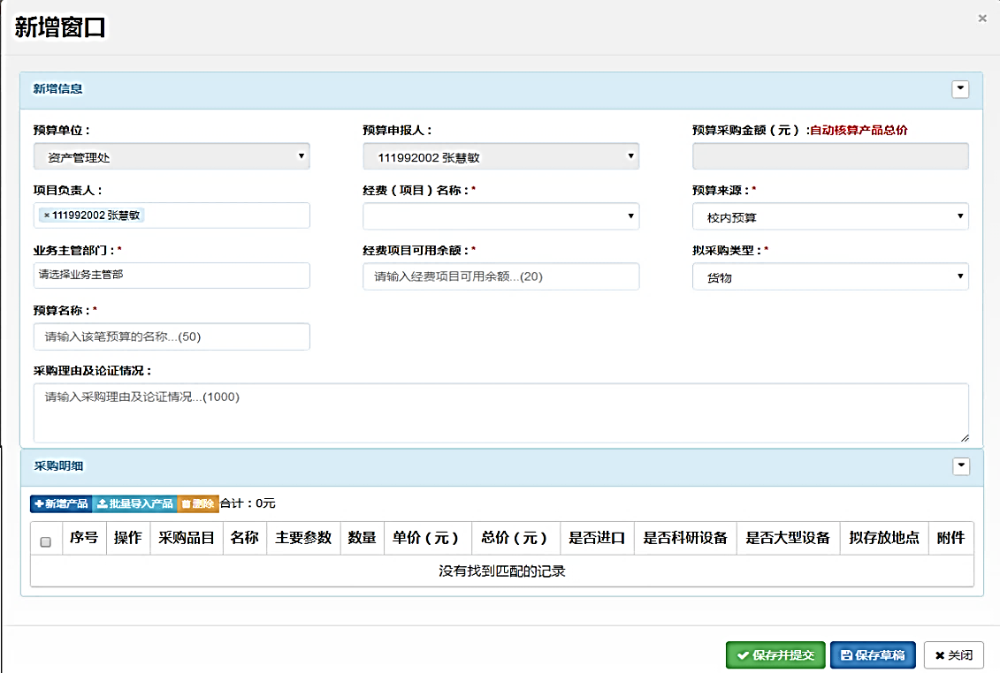 新增窗口
×
新增信息
预算单位：
预算申报人：
预算采购金额（元）:自动核算产品总价
资产管理处
111992002 张慧敏
项目负责人：
经费（项目）名称：*
预算来源：*
×111992002 张慧敏
校内预算
业务主管部门：*
经费项目可用余额：*
拟采购类型：*
请选择业务主管部
请输入经费项目可用余额...(20)
货物
预算名称：*
请输入该笔预算的名称...(50)
采购理由及论证情况：
请输入采购理由及论证情况...(1000)
采购明细
新增产品 批量导入产品 删除 合计：0元
序号 操作 采购品目 名称 主要参数 数量 单价（元） 总价（元） 是否进口 是否科研设备 是否大型设备 拟存放地点 附件
没有找到匹配的记录
保存并提交 保存草稿 关闭